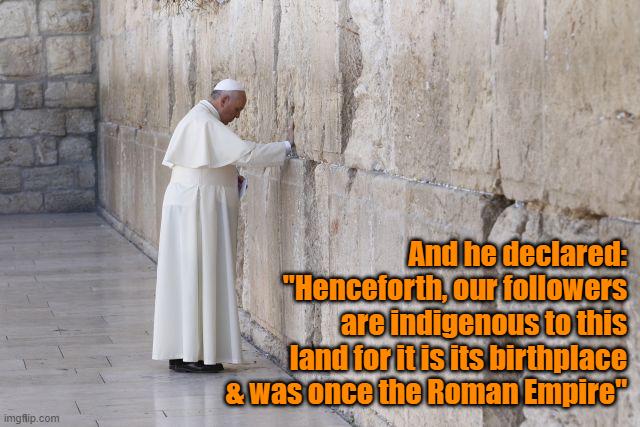 And he declared:
"Henceforth, our followers
are indigenous to this
land for it is its birthplace
& was once the Roman Empire"
imgflip.com